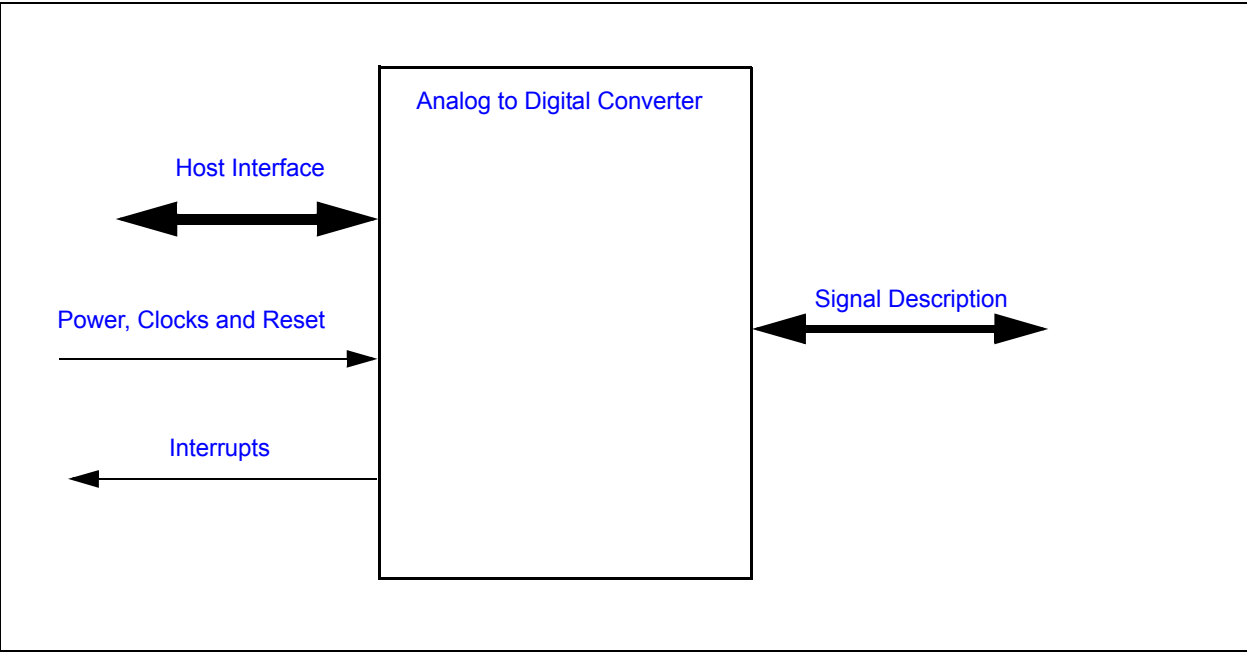 Analog to Digital Converter
Host Interface
Signal Description
Power, Clocks and Reset
Interrupts